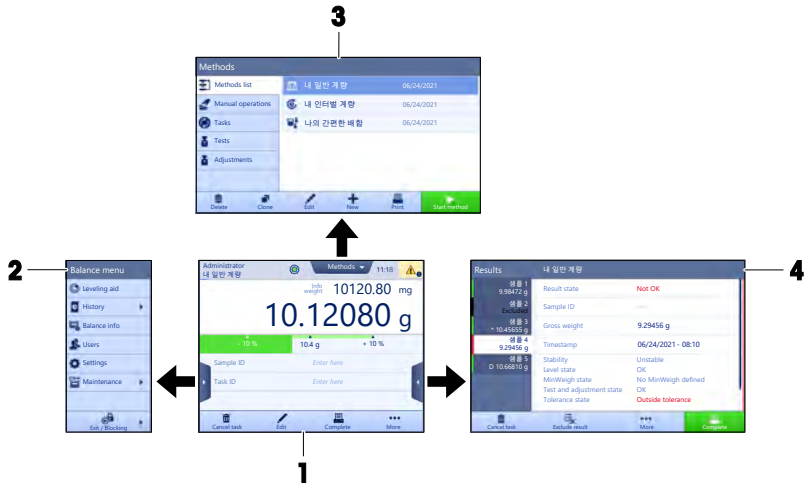 3
Methods
Methods list
내 일반 계량 06/24/2021
Manual operations
내 인터벌 계량 06/24/2021
Tasks
나의 간편한 배합 06/24/2021
Tests
Adjustments
Delete Clone Edit New Print Start method
2
Balance menu
Leveling aid
History
Balance info
Users
Settings
Maintenance
Exit / Blocking
Administrator
내 일반 계량
Methods 11:18
Info weight 10120.80 mg
10.12080 g
- 10 % 10.4 g + 10 %
Sample ID Enter here
Task ID Enter here
Cancel task Edit Complete More
1
4
Results 내 일반 계량
샘플 1
9.98472 g
샘플 2
Excluded
샘플 3
* 10.45655 g
샘플 4
9.29456 g
샘플 5
D 10.66810 g
Result state Not OK
Sample ID
Gross weight 9.29456 g
Timestamp 06/24/2021 - 08:10
Stability Unstable
Level state OK
MinWeigh state No MinWeigh defined
Test and adjustment state OK
Tolerance state Outside tolerance
Cancel task Exclude result More Complete